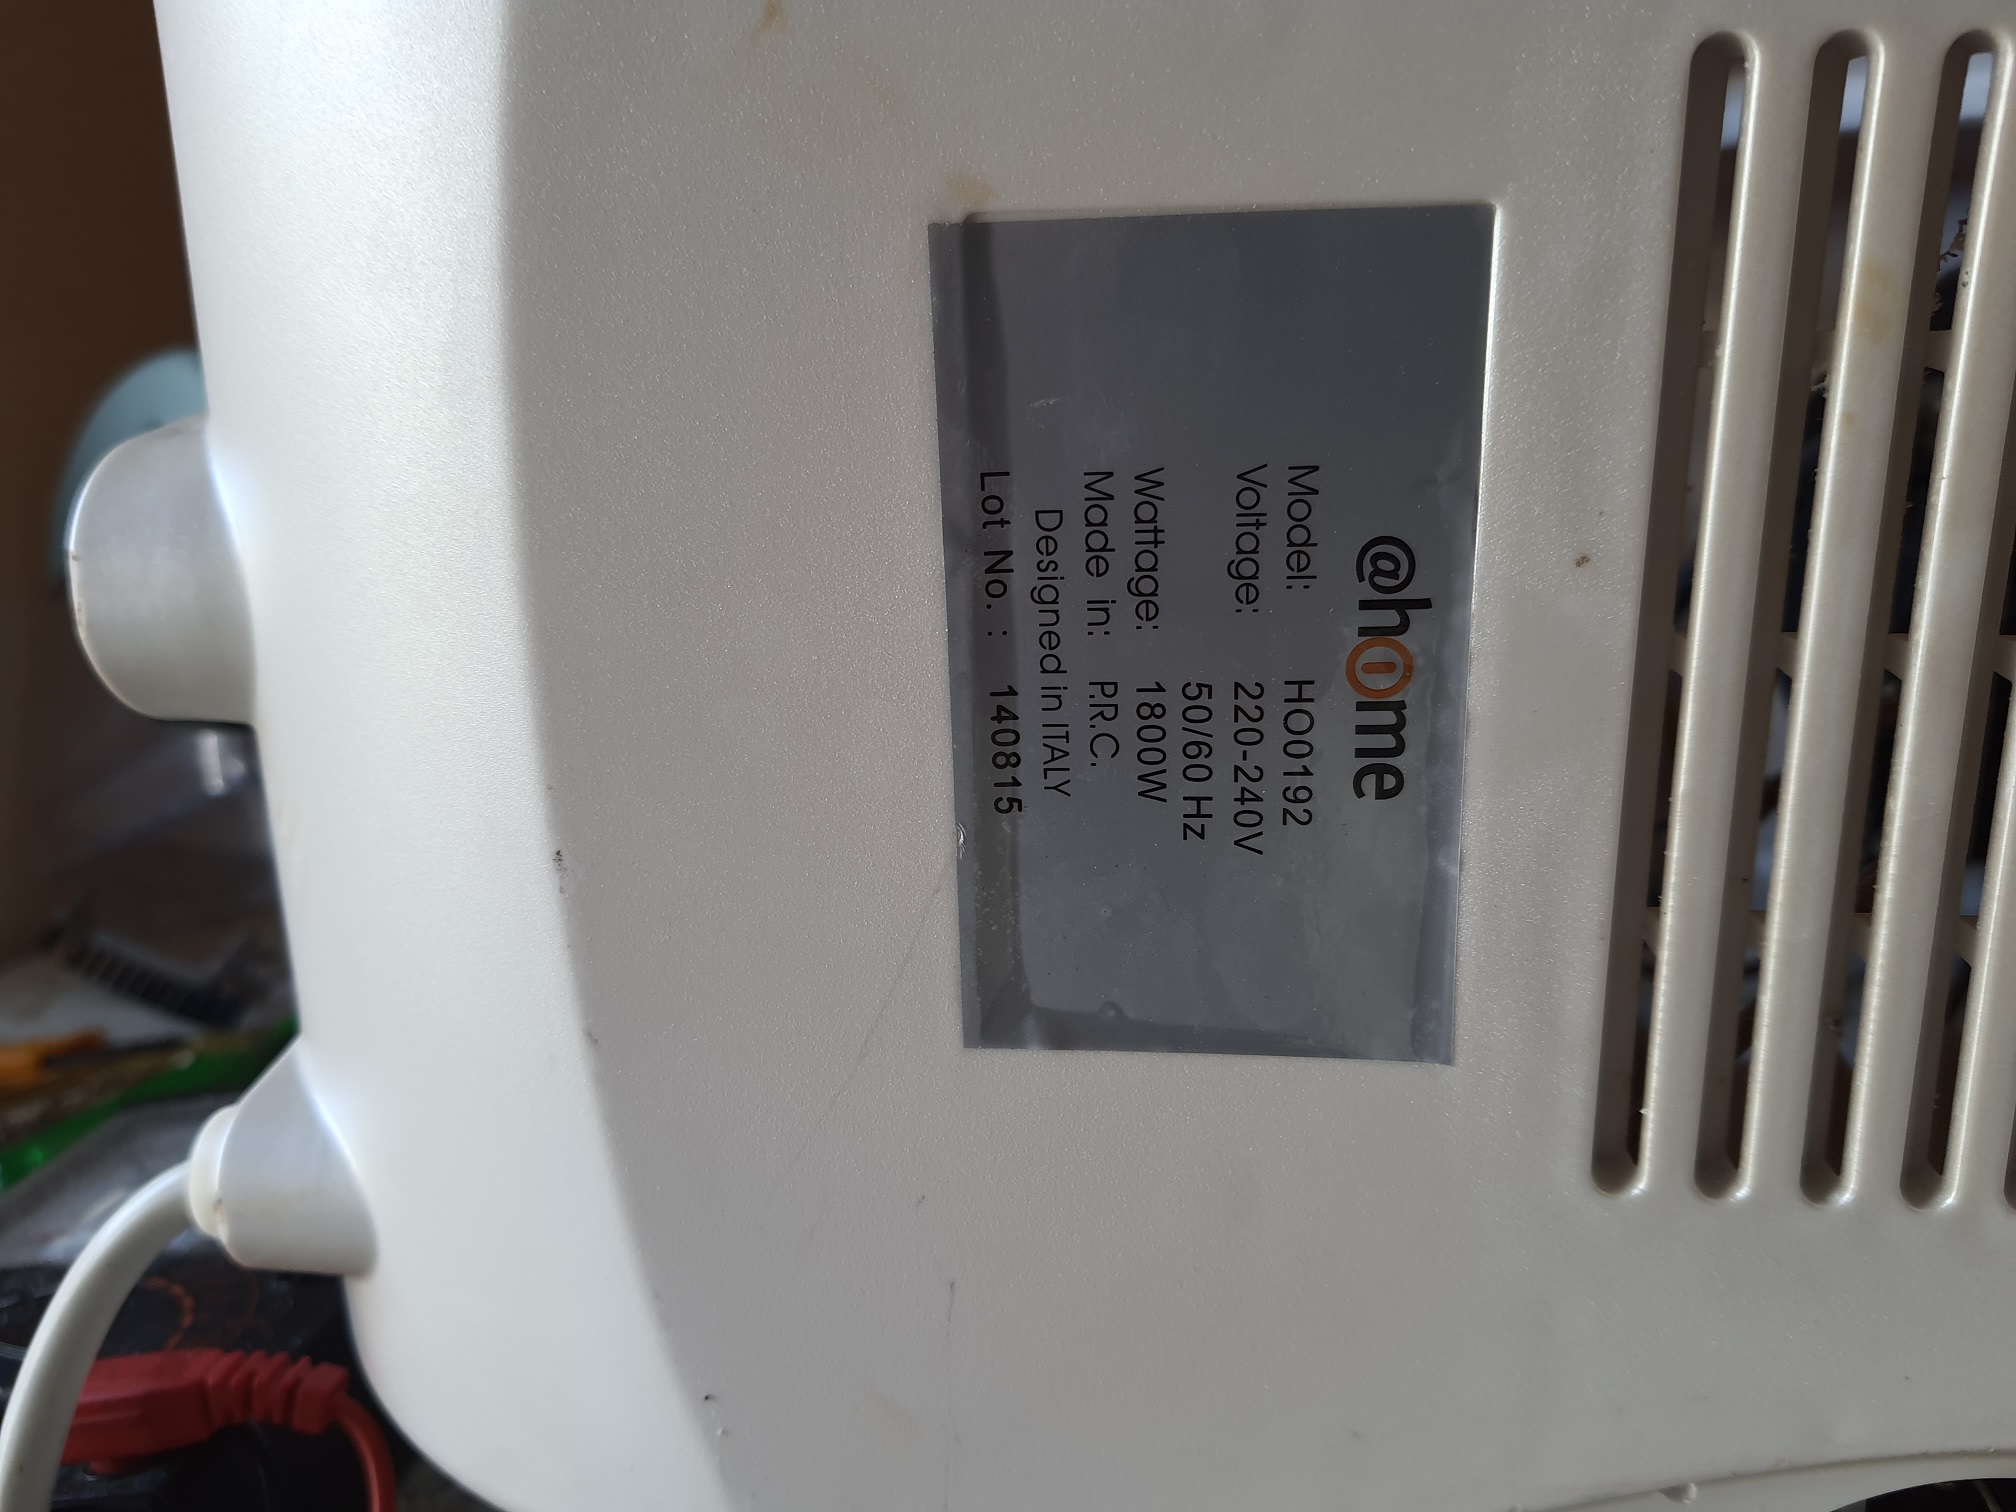 @home
Model: HO0192
Voltage: 220-240V
50/60 Hz
Wattage: 1800W
Made in: P.R.C.
Designed in ITALY
Lot No. : 140815